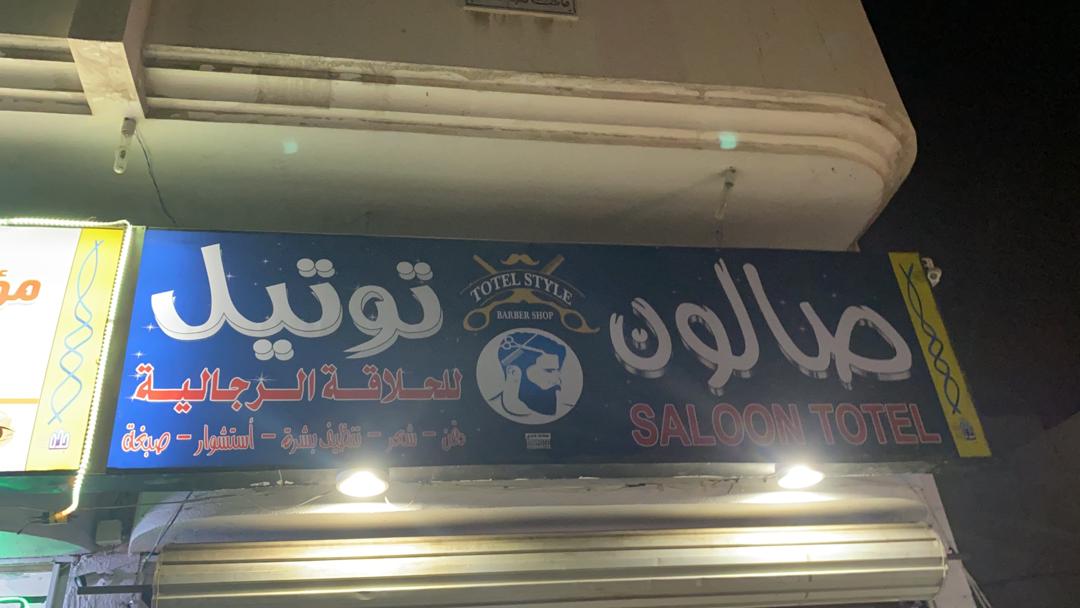 صالون توتيل
TOTEL STYLE
BARBER SHOP
للحلاقة الرجالية
SALOON TOTEL
دقن - شعر - تنظيف بشرة - أستشوار - صبغة